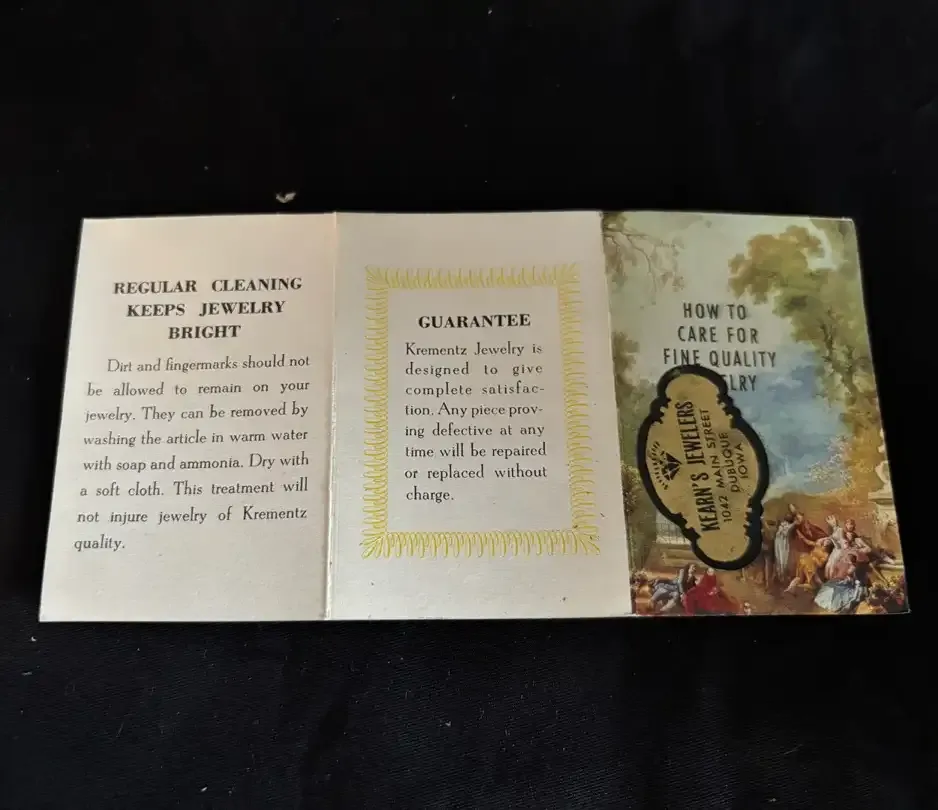 REGULAR CLEANING
KEEPS JEWELRY
BRIGHT
Dirt and fingermarks should not
be allowed to remain on your
jewelry. They can be removed by
washing the article in warm water
with soap and ammonia. Dry with
a soft cloth. This treatment will
not injure jewelry of Krementz
quality.
GUARANTEE
Krementz Jewelry is
designed to give
complete satisfac-
tion. Any piece prov-
ing defective at any
time will be repaired
or replaced without
charge.
HOW TO
CARE FOR
FINE QUALITY
LRY
KEARN'S JEWELERS
1042 MAIN STREET
DUBUQUE
IOWA